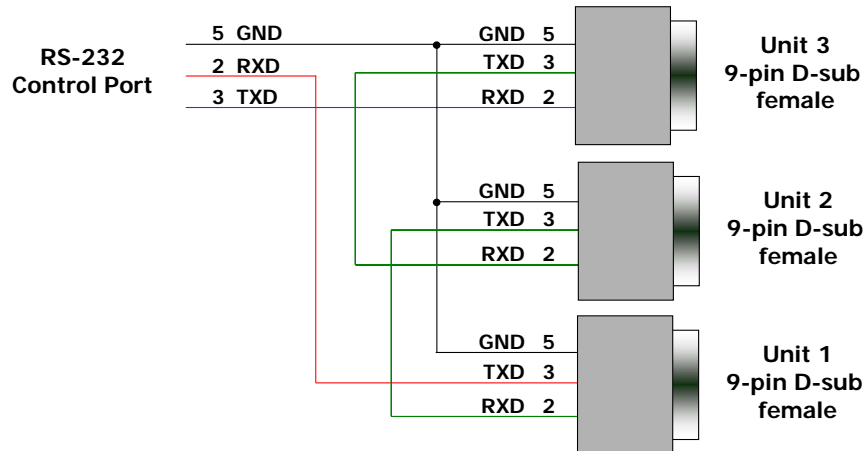 RS-232
Control Port
5 GND
2 RXD
3 TXD
GND 5
TXD 3
RXD 2
Unit 3
9-pin D-sub
female
GND 5
TXD 3
RXD 2
Unit 2
9-pin D-sub
female
GND 5
TXD 3
RXD 2
Unit 1
9-pin D-sub
female